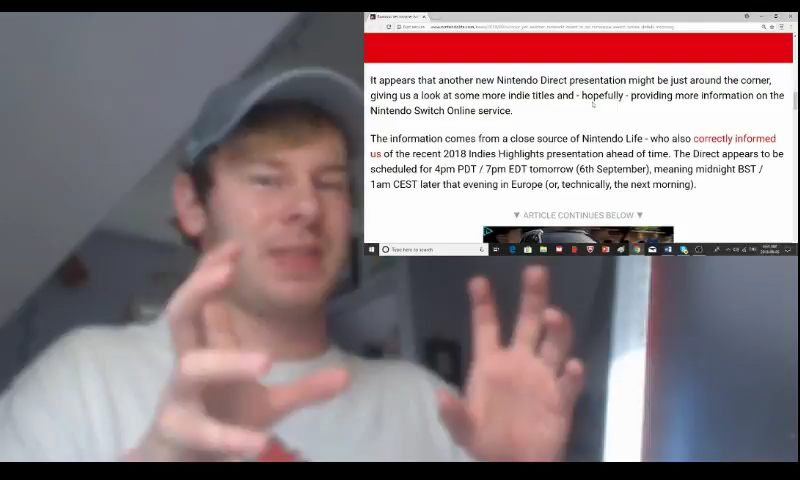 It appears that another new Nintendo Direct presentation might be just around the corner,
giving us a look at some more indie titles and - hopefully - providing more information on the
Nintendo Switch Online service.
The information comes from a close source of Nintendo Life - who also correctly informed
us of the recent 2018 Indies Highlights presentation ahead of time. The Direct appears to be
scheduled for 4pm PDT / 7pm EDT tomorrow (6th September), meaning midnight BST /
1am CEST later that evening in Europe (or, technically, the next morning).
▼ ARTICLE CONTINUES BELOW ▼
Type here to search